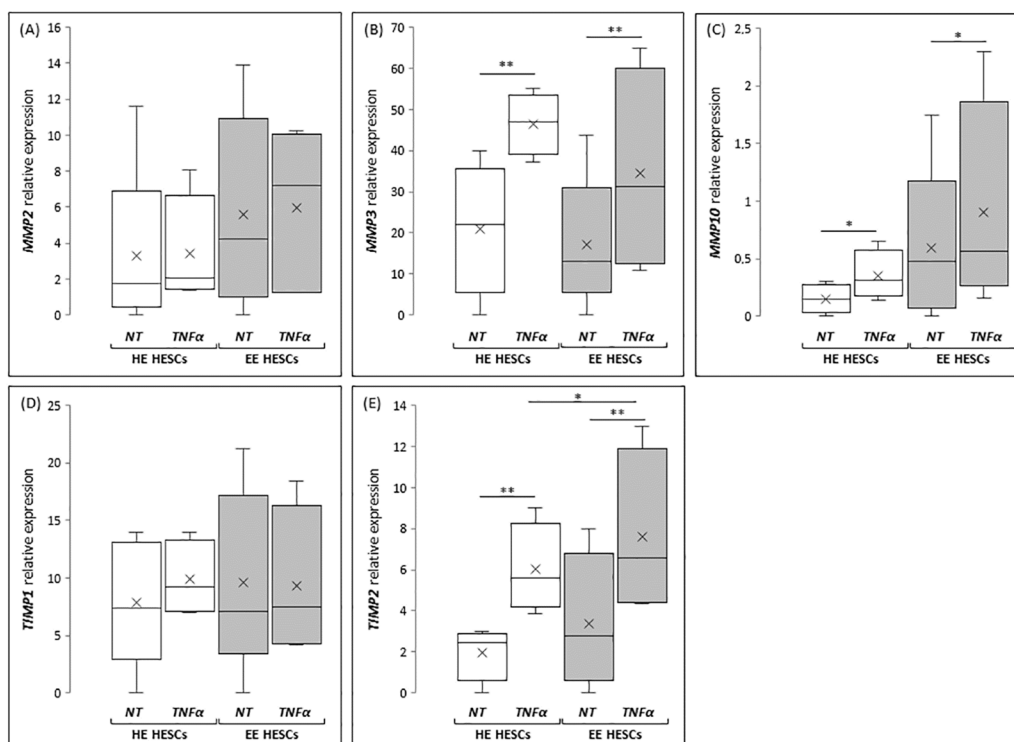 (A)
MMP2 relative expression
16
14
12
10
8
6
4
2
0
NT TNFα NT TNFα
HE HESCs EE HESCs
(B)
MMP3 relative expression
70
60
50
40
30
20
10
0
**
**
NT TNFα NT TNFα
HE HESCs EE HESCs
(C)
MMP10 relative expression
2.5
2
1.5
1
0.5
0
*
*
NT TNFα NT TNFα
HE HESCs EE HESCs
(D)
TIMP1 relative expression
25
20
15
10
5
0
NT TNFα NT TNFα
HE HESCs EE HESCs
(E)
TIMP2 relative expression
14
12
10
8
6
4
2
0
*
**
**
NT TNFα NT TNFα
HE HESCs EE HESCs